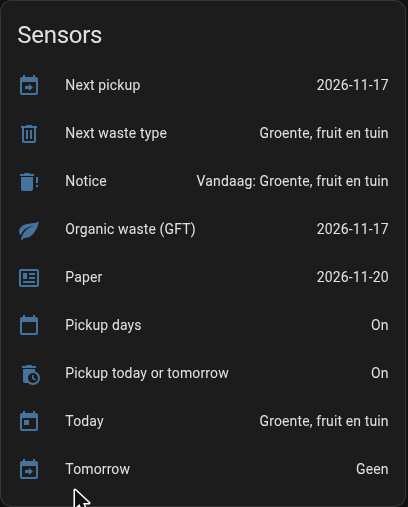 Sensors
Next pickup 2026-11-17
Next waste type Groente, fruit en tuin
Notice Vandaag: Groente, fruit en tuin
Organic waste (GFT) 2026-11-17
Paper 2026-11-20
Pickup days On
Pickup today or tomorrow On
Today Groente, fruit en tuin
Tomorrow Geen